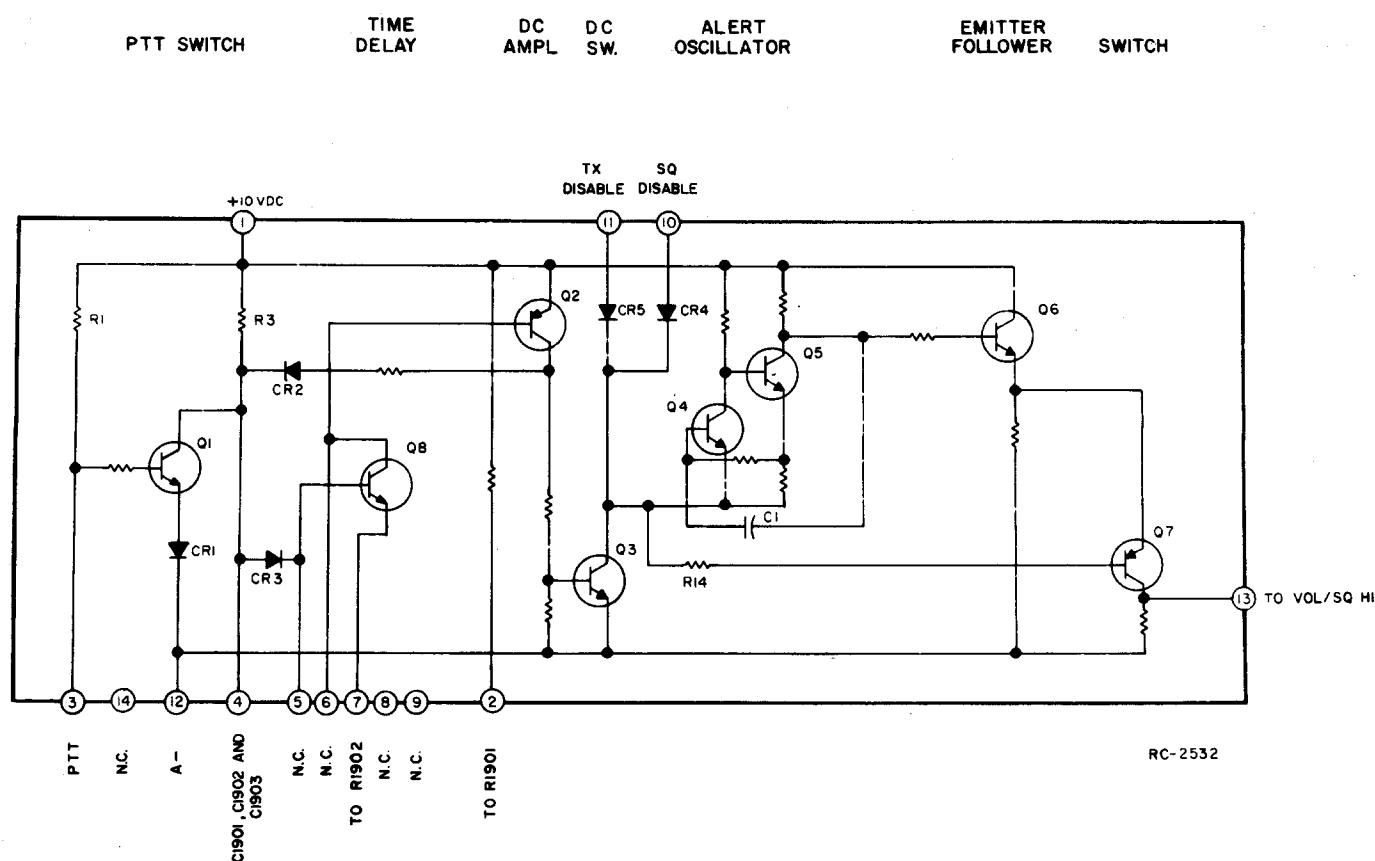 PTT SWITCH
TIME
DELAY
DC
AMPL
DC
SW.
ALERT
OSCILLATOR
EMITTER
FOLLOWER
SWITCH
TX
DISABLE
SQ
DISABLE
+10 VDC
1
11
10
R1
R3
Q2
CR5
CR4
Q6
CR2
Q5
Q4
Q1
Q8
C1
CR1
CR3
Q3
R14
Q7
13 TO VOL/SQ HI
3
14
12
4
5
6
7
8
9
2
PTT
N.C.
A-
C1901, C1902 AND
C1903
N.C.
N.C.
TO R1902
N.C.
N.C.
TO R1901
RC-2532